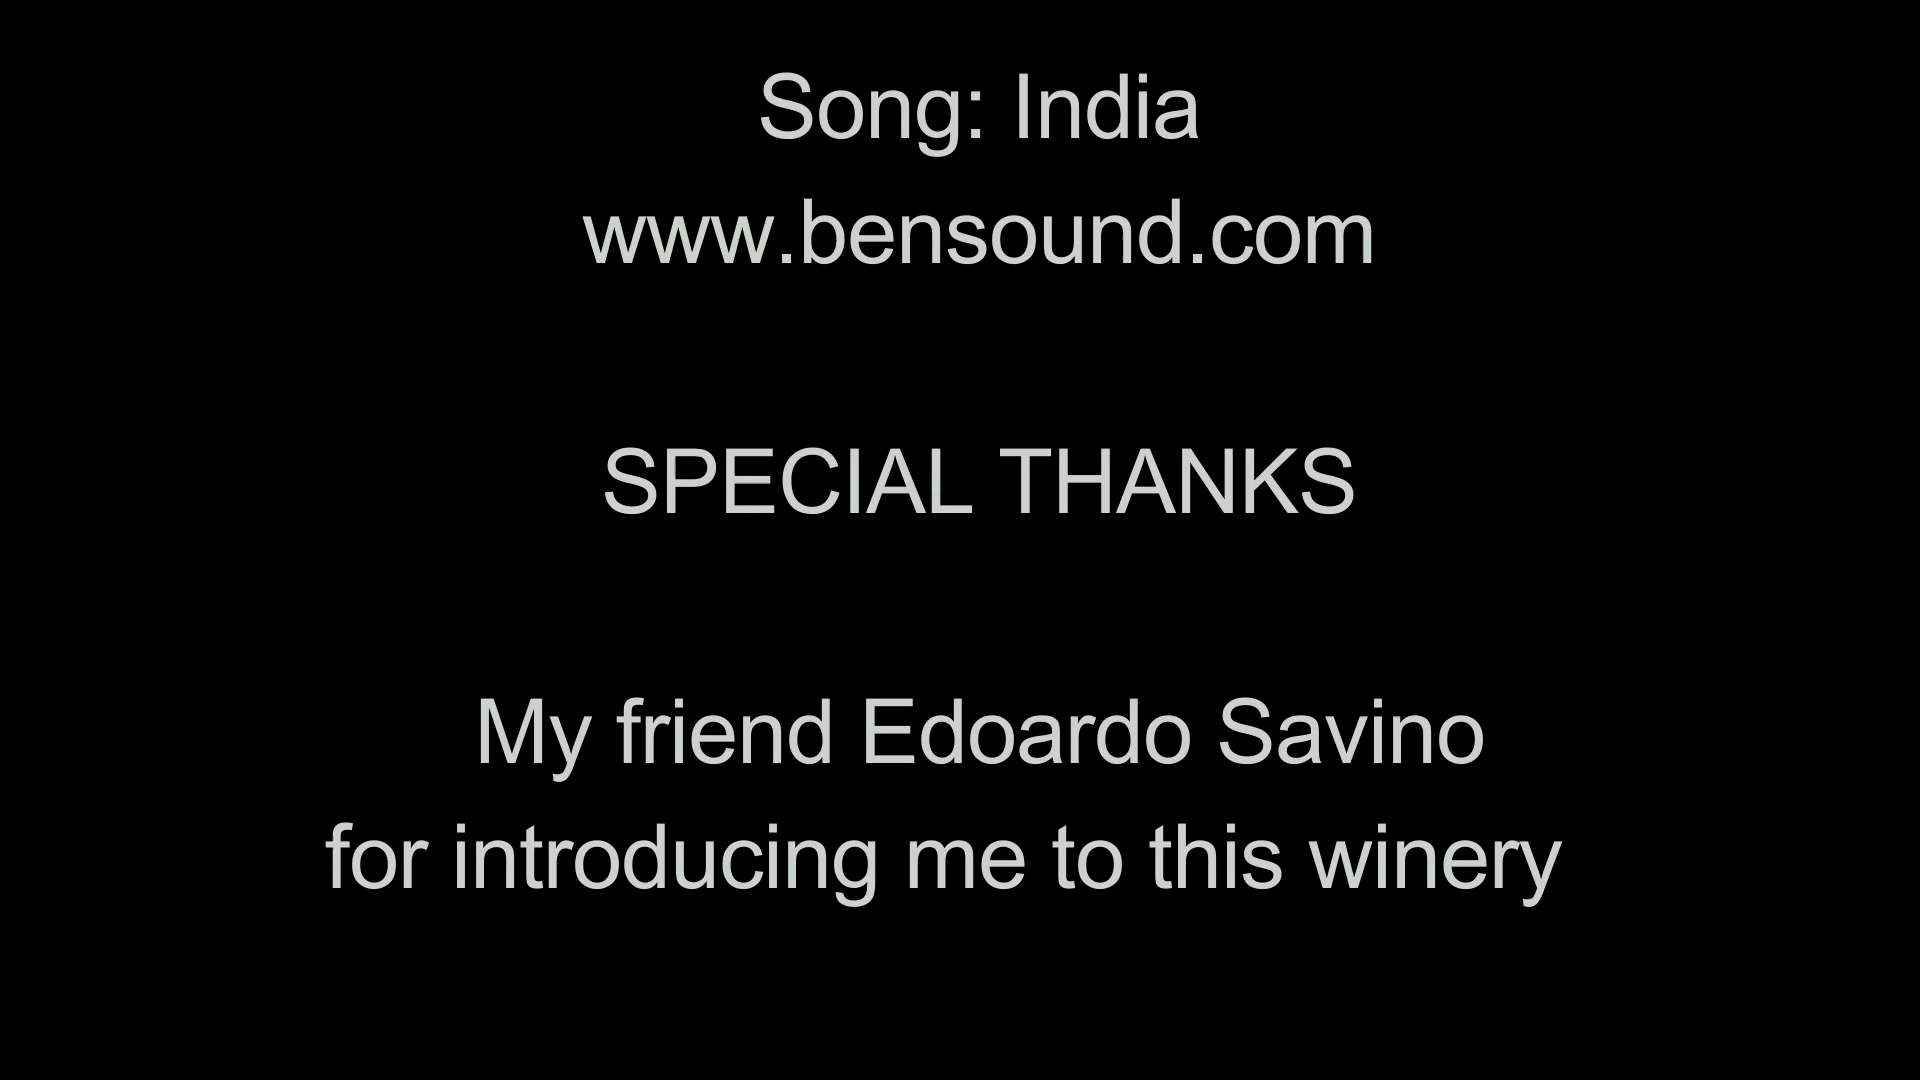 Song: India
www.bensound.com
SPECIAL THANKS
My friend Edoardo Savino
for introducing me to this winery